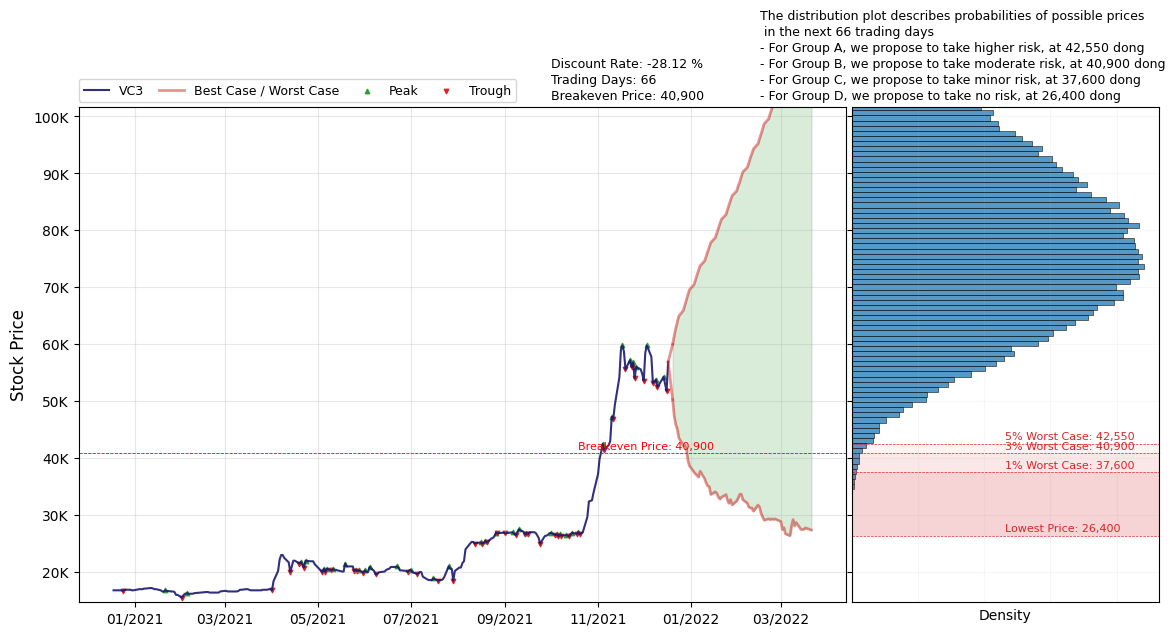 The distribution plot describes probabilities of possible prices
in the next 66 trading days
- For Group A, we propose to take higher risk, at 42,550 dong
- For Group B, we propose to take moderate risk, at 40,900 dong
- For Group C, we propose to take minor risk, at 37,600 dong
- For Group D, we propose to take no risk, at 26,400 dong
Discount Rate: -28.12 %
Trading Days: 66
Breakeven Price: 40,900
VC3
Best Case / Worst Case
Peak
Trough
Stock Price
100K
90K
80K
70K
60K
50K
40K
30K
20K
Breakeven Price: 40,900
01/2021
03/2021
05/2021
07/2021
09/2021
11/2021
01/2022
03/2022
5% Worst Case: 42,550
3% Worst Case: 40,900
1% Worst Case: 37,600
Lowest Price: 26,400
Density